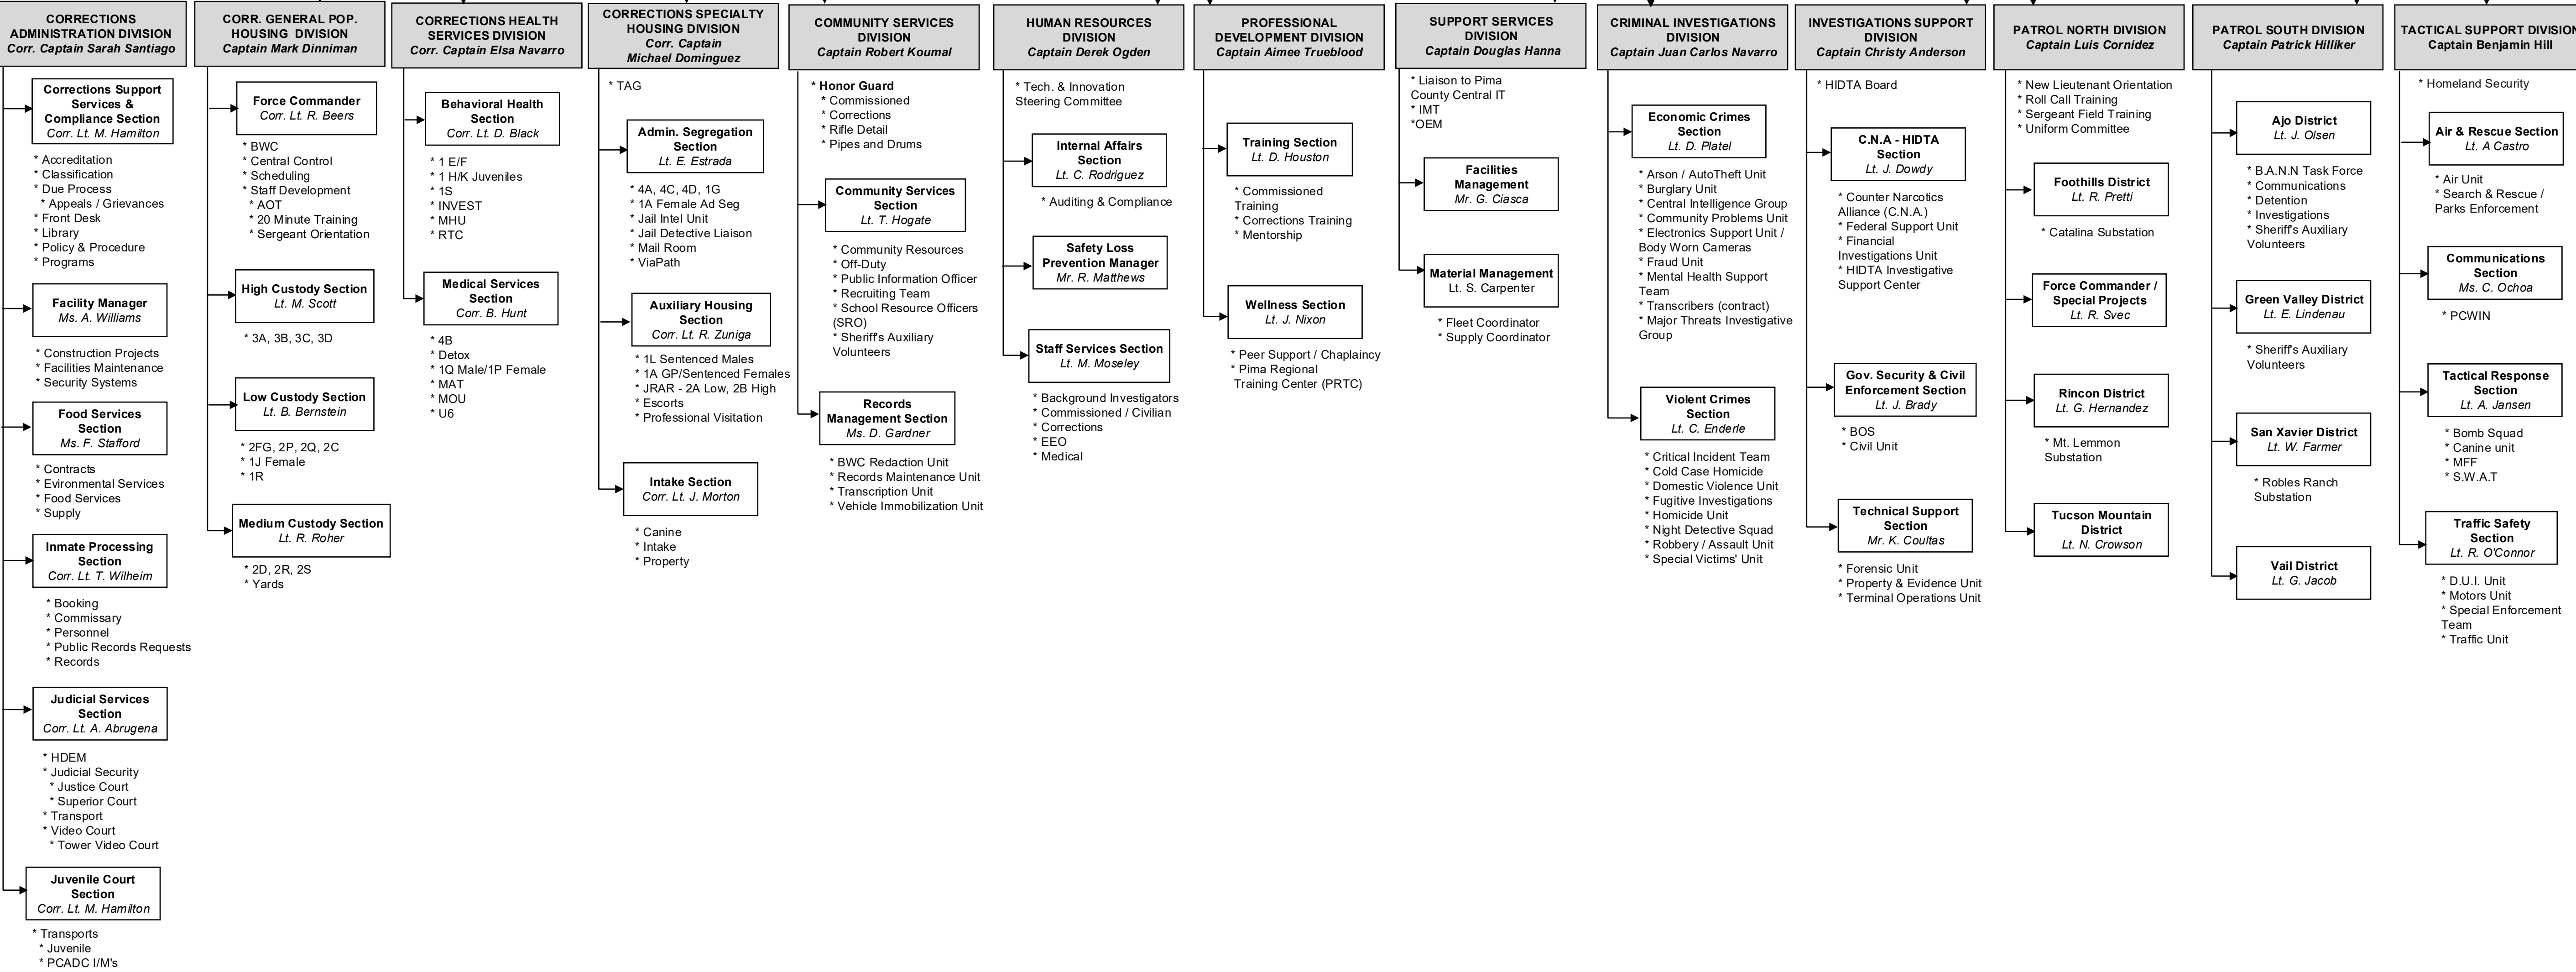 CORRECTIONS
ADMINISTRATION DIVISION
Corr. Captain Sarah Santiago
Corrections Support
Services &
Compliance Section
Corr. Lt. M. Hamilton
* Accreditation
* Classification
* Due Process
* Appeals / Grievances
* Front Desk
* Library
* Policy & Procedure
* Programs
Facility Manager
Ms. A. Williams
* Construction Projects
* Facilities Maintenance
* Security Systems
Food Services
Section
Ms. F. Stafford
* Contracts
* Evironmental Services
* Food Services
* Supply
Inmate Processing
Section
Corr. Lt. T. Wilheim
* Booking
* Commissary
* Personnel
* Public Records Requests
* Records
Judicial Services
Section
Corr. Lt. A. Abrugena
* HDEM
* Judicial Security
* Justice Court
* Superior Court
* Transport
* Video Court
* Tower Video Court
Juvenile Court
Section
Corr. Lt. M. Hamilton
* Transports
* Juvenile
* PCADC I/M's
CORR. GENERAL POP.
HOUSING DIVISION
Captain Mark Dinniman
Force Commander
Corr. Lt. R. Beers
* BWC
* Central Control
* Scheduling
* Staff Development
* AOT
* 20 Minute Training
* Sergeant Orientation
High Custody Section
Lt. M. Scott
* 3A, 3B, 3C, 3D
Low Custody Section
Lt. B. Bernstein
* 2FG, 2P, 2Q, 2C
* 1J Female
* 1R
Medium Custody Section
Lt. R. Roher
* 2D, 2R, 2S
* Yards
CORRECTIONS HEALTH
SERVICES DIVISION
Corr. Captain Elsa Navarro
Behavioral Health
Section
Corr. Lt. D. Black
* 1 E/F
* 1 H/K Juveniles
* 1S
* INVEST
* MHU
* RTC
Medical Services
Section
Corr. B. Hunt
* 4B
* Detox
* 1Q Male/1P Female
* MAT
* MOU
* U6
CORRECTIONS SPECIALTY
HOUSING DIVISION
Corr. Captain
Michael Dominguez
* TAG
Admin. Segregation
Section
Lt. E. Estrada
* 4A, 4C, 4D, 1G
* 1A Female Ad Seg
* Jail Intel Unit
* Jail Detective Liaison
* Mail Room
* ViaPath
Auxiliary Housing
Section
Corr. Lt. R. Zuniga
* 1L Sentenced Males
* 1A GP/Sentenced Females
* JRAR - 2A Low, 2B High
* Escorts
* Professional Visitation
Intake Section
Corr. Lt. J. Morton
* Canine
* Intake
* Property
COMMUNITY SERVICES
DIVISION
Captain Robert Koumal
* Honor Guard
* Commissioned
* Corrections
* Rifle Detail
* Pipes and Drums
Community Services
Section
Lt. T. Hogate
* Community Resources
* Off-Duty
* Public Information Officer
* Recruiting Team
* School Resource Officers
(SRO)
* Sheriff's Auxiliary
Volunteers
Records
Management Section
Ms. D. Gardner
* BWC Redaction Unit
* Records Maintenance Unit
* Transcription Unit
* Vehicle Immobilization Unit
HUMAN RESOURCES
DIVISION
Captain Derek Ogden
* Tech. & Innovation
Steering Committee
Internal Affairs
Section
Lt. C. Rodriguez
* Auditing & Compliance
Safety Loss
Prevention Manager
Mr. R. Matthews
Staff Services Section
Lt. M. Moseley
* Background Investigators
* Commissioned / Civilian
* Corrections
* EEO
* Medical
PROFESSIONAL
DEVELOPMENT DIVISION
Captain Aimee Trueblood
Training Section
Lt. D. Houston
* Commissioned
Training
* Corrections Training
* Mentorship
Wellness Section
Lt. J. Nixon
* Peer Support / Chaplaincy
* Pima Regional
Training Center (PRTC)
SUPPORT SERVICES
DIVISION
Captain Douglas Hanna
* Liaison to Pima
County Central IT
* IMT
*OEM
Facilities
Management
Mr. G. Ciasca
Material Management
Lt. S. Carpenter
* Fleet Coordinator
* Supply Coordinator
CRIMINAL INVESTIGATIONS
DIVISION
Captain Juan Carlos Navarro
Economic Crimes
Section
Lt. D. Platel
* Arson / AutoTheft Unit
* Burglary Unit
* Central Intelligence Group
* Community Problems Unit
* Electronics Support Unit /
Body Worn Cameras
* Fraud Unit
* Mental Health Support
Team
* Transcribers (contract)
* Major Threats Investigative
Group
Violent Crimes
Section
Lt. C. Enderle
* Critical Incident Team
* Cold Case Homicide
* Domestic Violence Unit
* Fugitive Investigations
* Homicide Unit
* Night Detective Squad
* Robbery / Assault Unit
* Special Victims' Unit
INVESTIGATIONS SUPPORT
DIVISION
Captain Christy Anderson
* HIDTA Board
C.N.A - HIDTA
Section
Lt. J. Dowdy
* Counter Narcotics
Alliance (C.N.A.)
* Federal Support Unit
* Financial
Investigations Unit
* HIDTA Investigative
Support Center
Gov. Security & Civil
Enforcement Section
Lt. J. Brady
* BOS
* Civil Unit
Technical Support
Section
Mr. K. Coultas
* Forensic Unit
* Property & Evidence Unit
* Terminal Operations Unit
PATROL NORTH DIVISION
Captain Luis Cornidez
* New Lieutenant Orientation
* Roll Call Training
* Sergeant Field Training
* Uniform Committee
Foothills District
Lt. R. Pretti
* Catalina Substation
Force Commander /
Special Projects
Lt. R. Svec
Rincon District
Lt. G. Hernandez
* Mt. Lemmon
Substation
Tucson Mountain
District
Lt. N. Crowson
PATROL SOUTH DIVISION
Captain Patrick Hilliker
Ajo District
Lt. J. Olsen
* B.A.N.N Task Force
* Communications
* Detention
* Investigations
* Sheriff's Auxiliary
Volunteers
Green Valley District
Lt. E. Lindenau
* Sheriff's Auxiliary
Volunteers
San Xavier District
Lt. W. Farmer
* Robles Ranch
Substation
Vail District
Lt. G. Jacob
TACTICAL SUPPORT DIVISION
Captain Benjamin Hill
* Homeland Security
Air & Rescue Section
Lt. A Castro
* Air Unit
* Search & Rescue /
Parks Enforcement
Communications
Section
Ms. C. Ochoa
* PCWIN
Tactical Response
Section
Lt. A. Jansen
* Bomb Squad
* Canine unit
* MFF
* S.W.A.T
Traffic Safety
Section
Lt. R. O'Connor
* D.U.I. Unit
* Motors Unit
* Special Enforcement
Team
* Traffic Unit